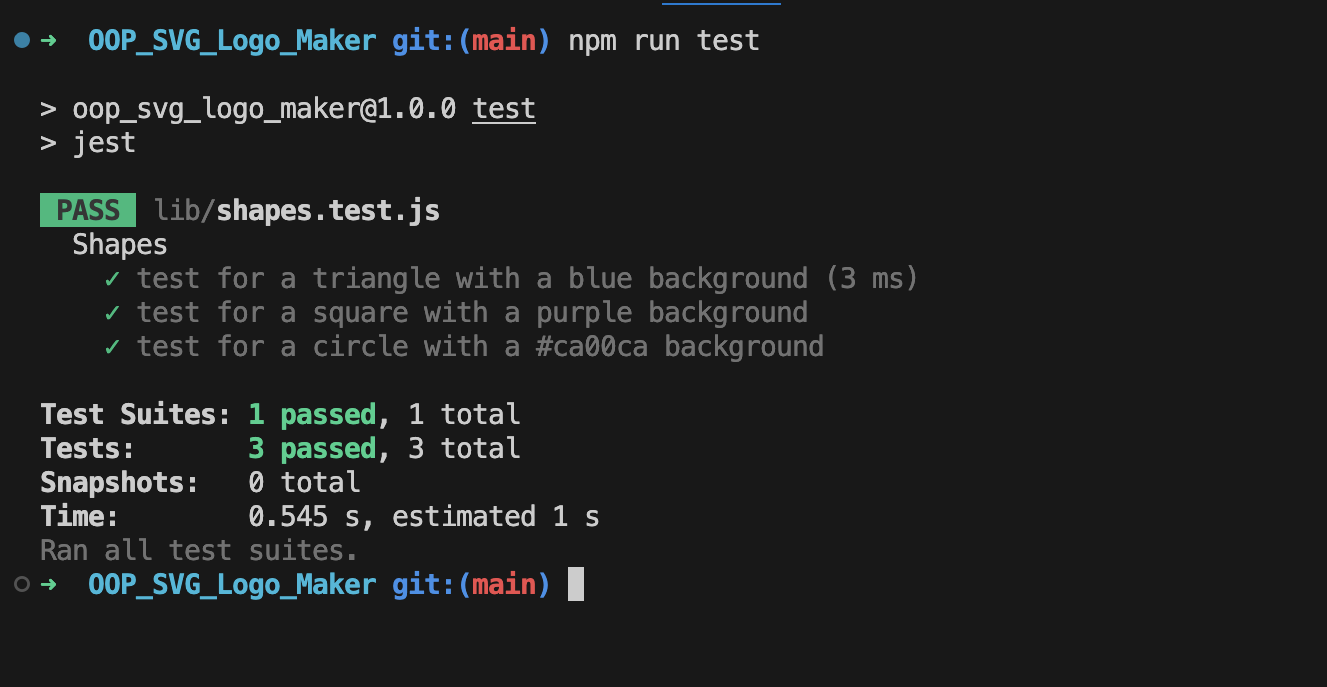 ➜ OOP_SVG_Logo_Maker git:(main) npm run test
> oop_svg_logo_maker@1.0.0 test
> jest
PASS lib/shapes.test.js
Shapes
✓ test for a triangle with a blue background (3 ms)
✓ test for a square with a purple background
✓ test for a circle with a #ca00ca background
Test Suites: 1 passed, 1 total
Tests: 3 passed, 3 total
Snapshots: 0 total
Time: 0.545 s, estimated 1 s
Ran all test suites.
➜ OOP_SVG_Logo_Maker git:(main)